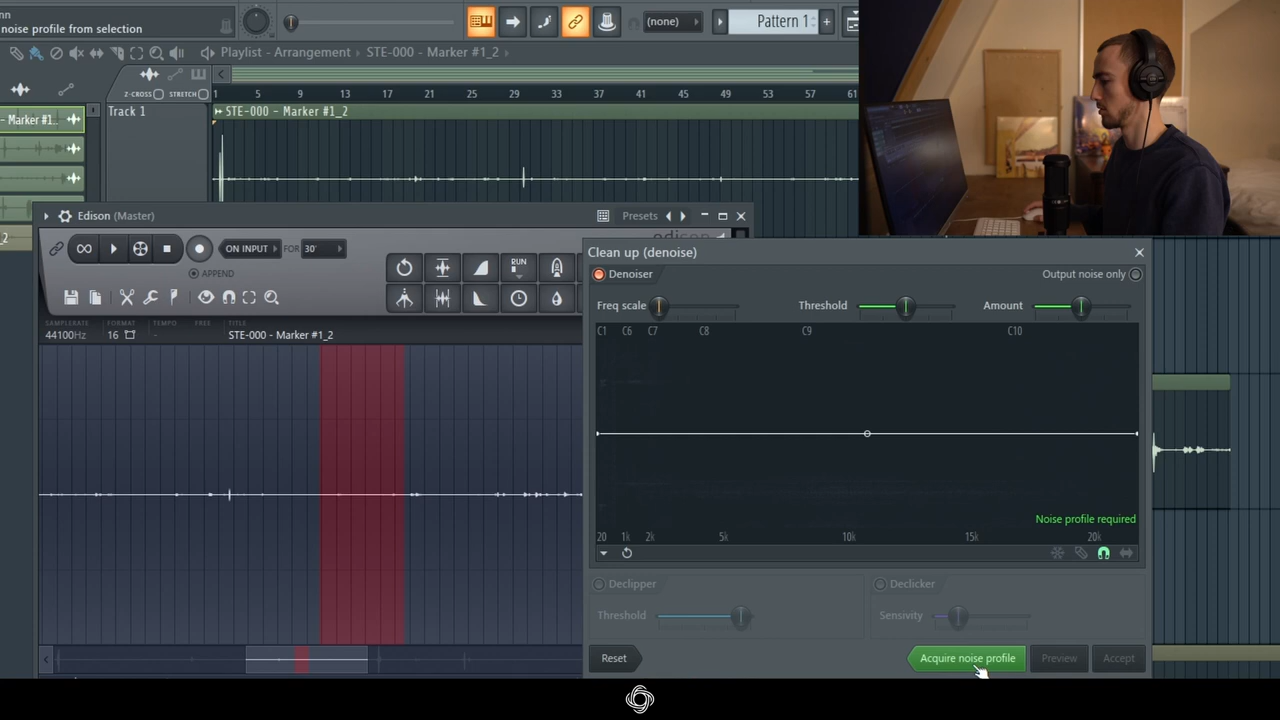 nn
noise profile from selection
(none)
Pattern 1
Playlist - Arrangement STE-000 - Marker #1_2
Z-CROSS STRETCH
1 5 9 13 17 21 25 29 33 37 41 45 49 53 57 61
- Marker #1..
Track 1
STE-000 - Marker #1_2
_2
Edison (Master)
Presets
ON INPUT FOR 30'
APPEND
RUN
SAMPLERATE FORMAT TEMPO FREE TITLE
44100Hz 16 - STE-000 - Marker #1_2
Clean up (denoise)
Denoiser
Output noise only
Freq scale Threshold Amount
C1 C6 C7 C8 C9 C10
Noise profile required
20 1k 2k 5k 10k 15k 20k
Declipper
Declicker
Threshold
Sensivity
Reset
Acquire noise profile
Preview
Accept